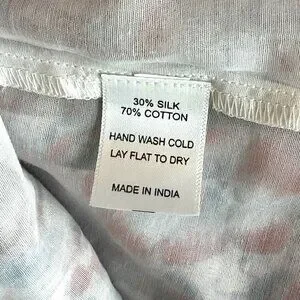 30% SILK
70% COTTON
HAND WASH COLD
LAY FLAT TO DRY
MADE IN INDIA